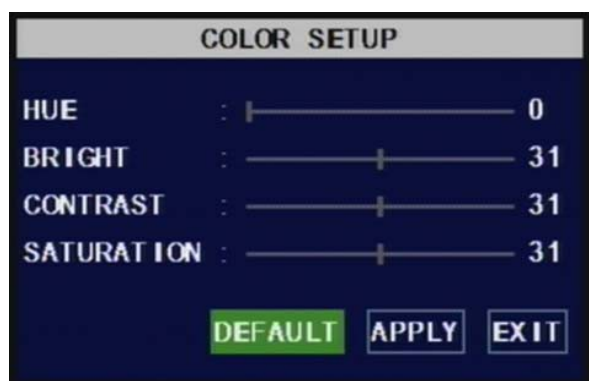 COLOR SETUP
HUE : 0
BRIGHT : 31
CONTRAST : 31
SATURATION : 31
DEFAULT APPLY EXIT